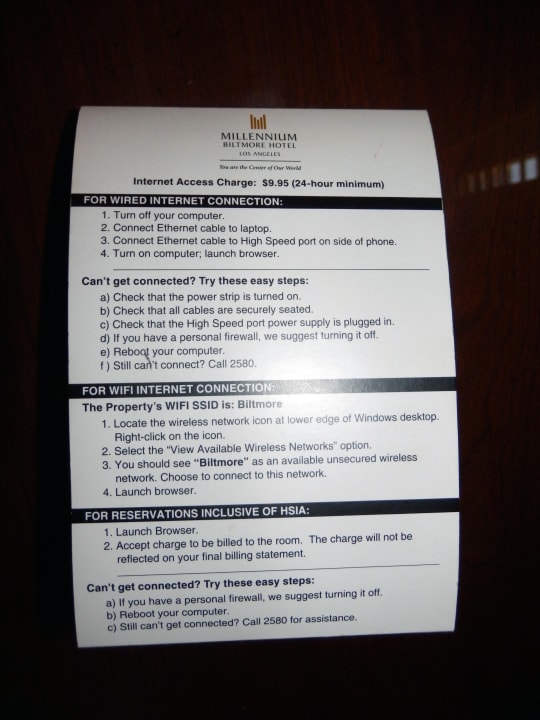 MILLENNIUM
BILTMORE HOTEL
LOS ANGELES
You are the Center of Our World
Internet Access Charge: $9.95 (24-hour minimum)
FOR WIRED INTERNET CONNECTION:
1. Turn off your computer.
2. Connect Ethernet cable to laptop.
3. Connect Ethernet cable to High Speed port on side of phone.
4. Turn on computer; launch browser.
Can't get connected? Try these easy steps:
a) Check that the power strip is turned on.
b) Check that all cables are securely seated.
c) Check that the High Speed port power supply is plugged in.
d) If you have a personal firewall, we suggest turning it off.
e) Reboot your computer.
f) Still can't connect? Call 2580.
FOR WIFI INTERNET CONNECTION:
The Property's WIFI SSID is: Biltmore
1. Locate the wireless network icon at lower edge of Windows desktop.
Right-click on the icon.
2. Select the "View Available Wireless Networks" option.
3. You should see "Biltmore" as an available unsecured wireless
network. Choose to connect to this network.
4. Launch browser.
FOR RESERVATIONS INCLUSIVE OF HSIA:
1. Launch Browser.
2. Accept charge to be billed to the room. The charge will not be
reflected on your final billing statement.
Can't get connected? Try these easy steps:
a) If you have a personal firewall, we suggest turning it off.
b) Reboot your computer.
c) Still can't get connected? Call 2580 for assistance.